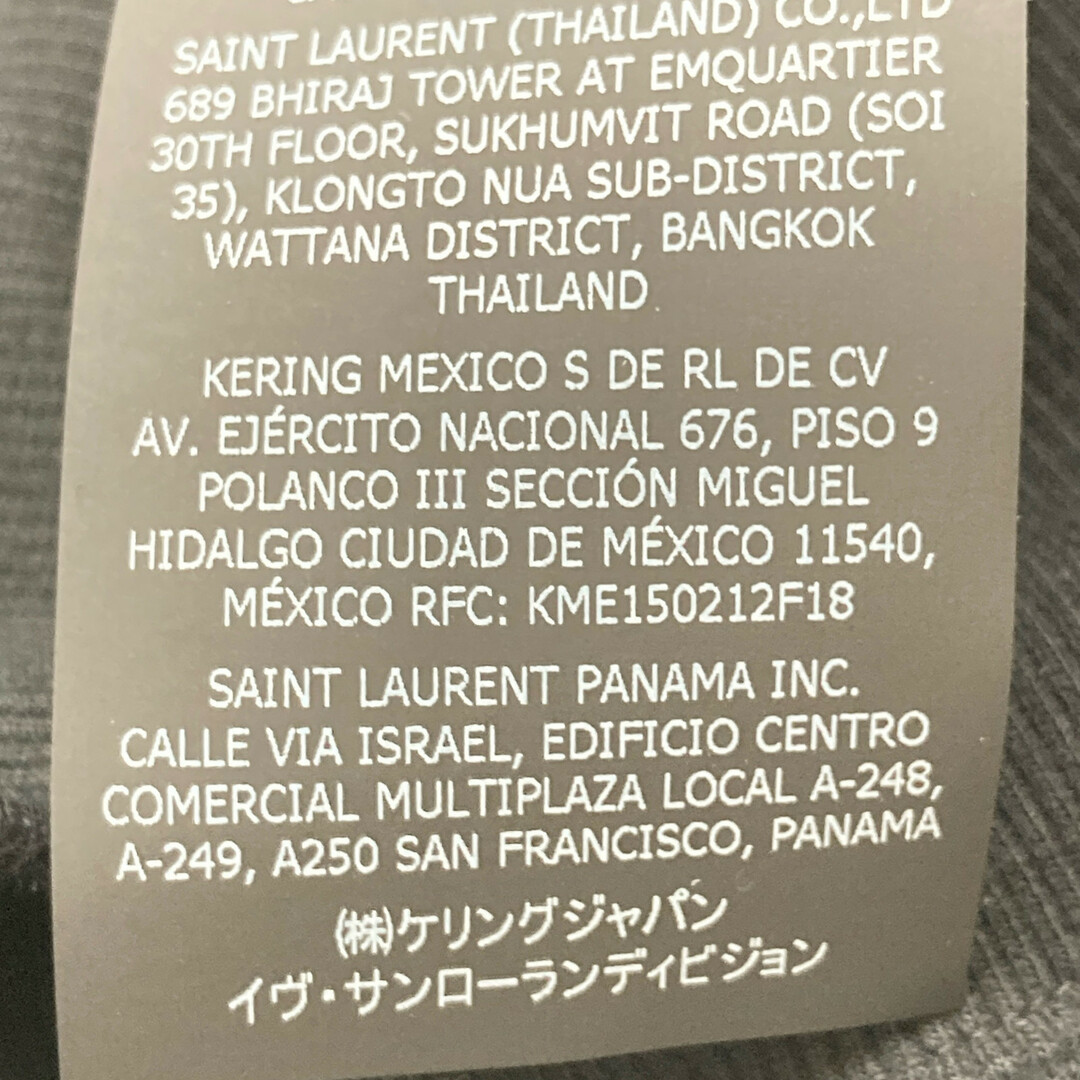 SAINT LAURENT (THAILAND) CO.,LTD
689 BHIRAJ TOWER AT EMQUARTIER
30TH FLOOR, SUKHUMVIT ROAD (SOI
35), KLONGTO NUA SUB-DISTRICT,
WATTANA DISTRICT, BANGKOK
THAILAND
KERING MEXICO S DE RL DE CV
AV. EJÉRCITO NACIONAL 676, PISO 9
POLANCO III SECCIÓN MIGUEL
HIDALGO CIUDAD DE MÉXICO 11540,
MÉXICO RFC: KME150212F18
SAINT LAURENT PANAMA INC.
CALLE VIA ISRAEL, EDIFICIO CENTRO
COMERCIAL MULTIPLAZA LOCAL A-248,
A-249, A250 SAN FRANCISCO, PANAMA
(株)ケリングジャパン
イヴ・サンローランディビジョン